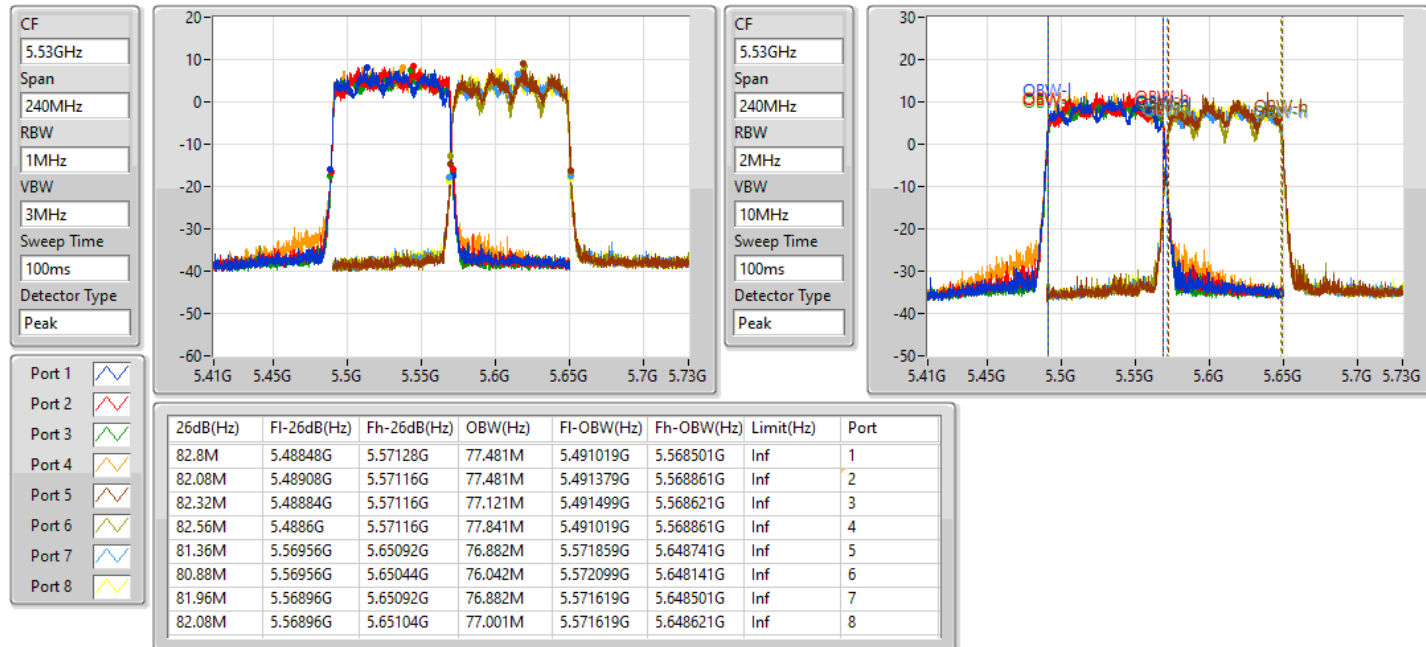 CF
5.53GHz
Span
240MHz
RBW
1MHz
VBW
3MHz
Sweep Time
100ms
Detector Type
Peak
20
10
0
-10
-20
-30
-40
-50
-60
5.41G 5.45G 5.5G 5.55G 5.6G 5.65G 5.7G 5.73G
CF
5.53GHz
Span
240MHz
RBW
2MHz
VBW
10MHz
Sweep Time
100ms
Detector Type
Peak
30
20
10
0
-10
-20
-30
-40
-50
OBW-l
OBW-h
5.41G 5.45G 5.5G 5.55G 5.6G 5.65G 5.7G 5.73G
Port 1
Port 2
Port 3
Port 4
Port 5
Port 6
Port 7
Port 8
26dB(Hz) Fl-26dB(Hz) Fh-26dB(Hz) OBW(Hz) Fl-OBW(Hz) Fh-OBW(Hz) Limit(Hz) Port
82.8M 5.48848G 5.57128G 77.481M 5.491019G 5.568501G Inf 1
82.08M 5.48908G 5.57116G 77.481M 5.491379G 5.568861G Inf 2
82.32M 5.48884G 5.57116G 77.121M 5.491499G 5.568621G Inf 3
82.56M 5.4886G 5.57116G 77.841M 5.491019G 5.568861G Inf 4
81.36M 5.56956G 5.65092G 76.882M 5.571859G 5.648741G Inf 5
80.88M 5.56956G 5.65044G 76.042M 5.572099G 5.648141G Inf 6
81.96M 5.56896G 5.65092G 76.882M 5.571619G 5.648501G Inf 7
82.08M 5.56896G 5.65104G 77.001M 5.571619G 5.648621G Inf 8